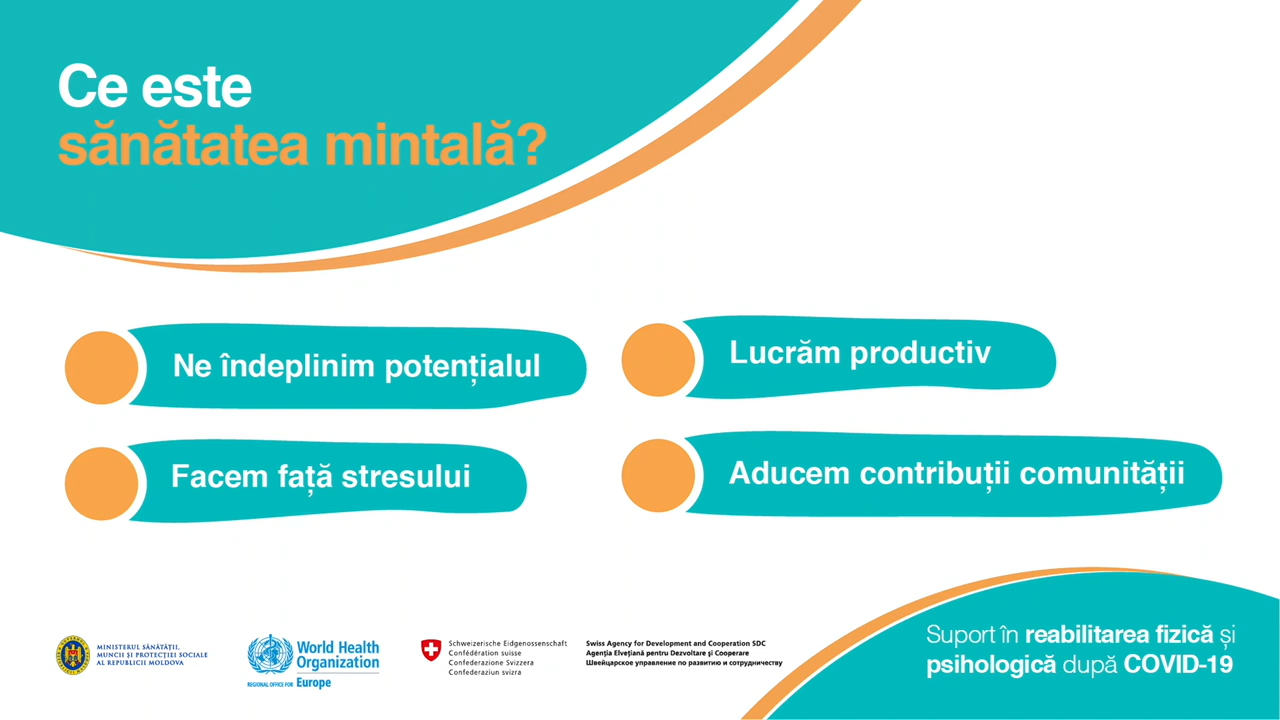 Ce este
sănătatea mintală?
Ne îndeplinim potențialul
Lucrăm productiv
Facem față stresului
Aducem contribuții comunității
MINISTERUL SĂNĂTĂȚII,
MUNCII ȘI PROTECȚIEI SOCIALE
AL REPUBLICII MOLDOVA
World Health
Organization
REGIONAL OFFICE FOR Europe
Schweizerische Eidgenossenschaft
Confédération suisse
Confederazione Svizzera
Confederaziun svizra
Swiss Agency for Development and Cooperation SDC
Agenția Elvețiană pentru Dezvoltare și Cooperare
Швейцарское управление по развитию и сотрудничеству
Suport în reabilitarea fizică și
psihologică după COVID-19